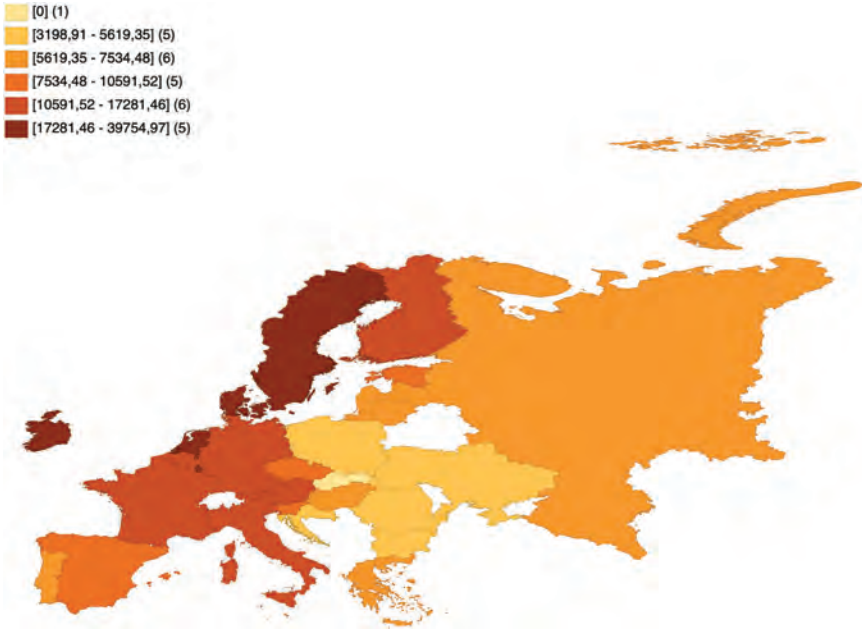 [0] (1)
[3198,91 - 5619,35] (5)
[5619,35 - 7534,48] (6)
[7534,48 - 10591,52] (5)
[10591,52 - 17281,46] (6)
[17281,46 - 39754,97] (5)